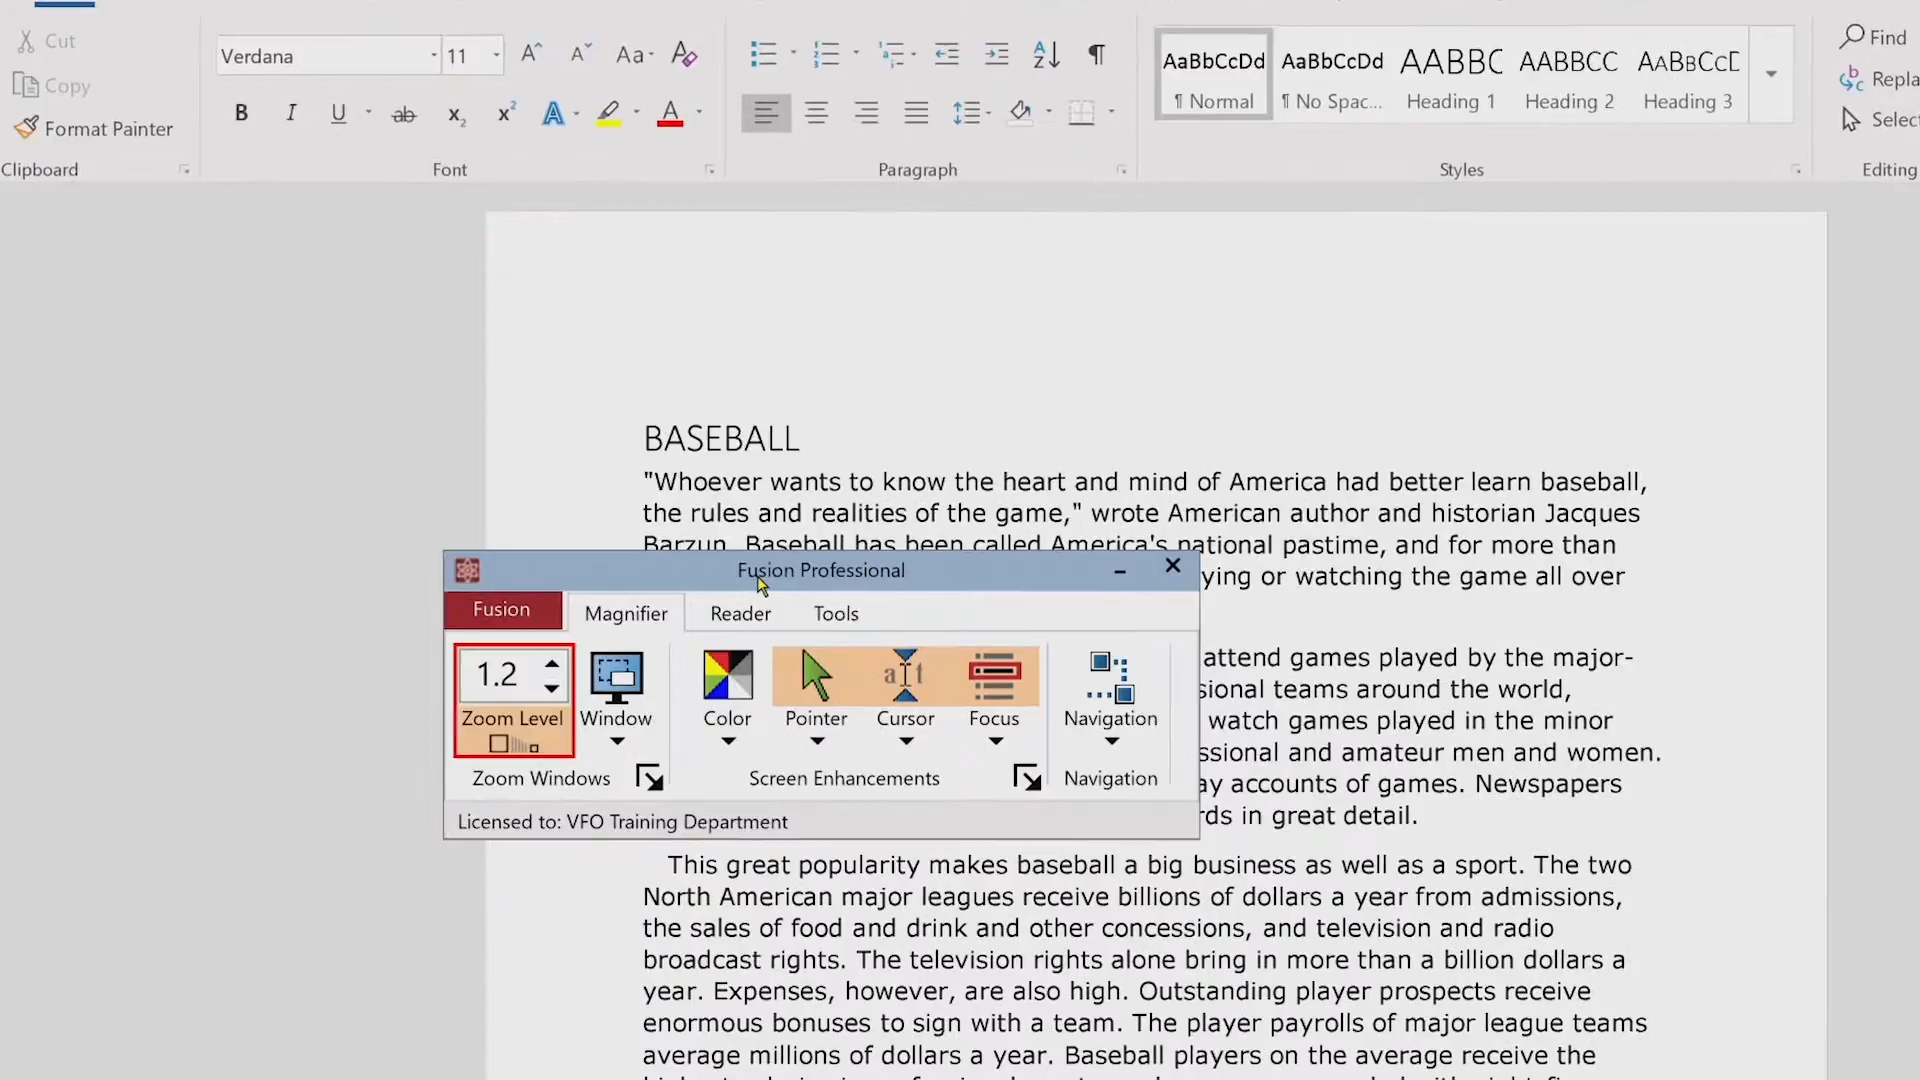 Cut
Copy
Format Painter
Clipboard
Verdana
11
Aa
B I U ab x2 x2 A A
Font
Paragraph
AaBbCcDd AaBbCcDd AABBC AABBCC AABBCCE
¶ Normal ¶ No Spac... Heading 1 Heading 2 Heading 3
Styles
Find
Repla
Selec
Editing
BASEBALL
"Whoever wants to know the heart and mind of America had better learn baseball,
the rules and realities of the game," wrote American author and historian Jacques
Barzun. Baseball has been called America's national pastime, and for more than
ying or watching the game all over
Fusion Professional
Fusion Magnifier Reader Tools
1.2
Zoom Level Window Color Pointer Cursor Focus Navigation
Zoom Windows Screen Enhancements Navigation
Licensed to: VFO Training Department
attend games played by the major-
sional teams around the world,
watch games played in the minor
ssional and amateur men and women.
ay accounts of games. Newspapers
rds in great detail.
This great popularity makes baseball a big business as well as a sport. The two
North American major leagues receive billions of dollars a year from admissions,
the sales of food and drink and other concessions, and television and radio
broadcast rights. The television rights alone bring in more than a billion dollars a
year. Expenses, however, are also high. Outstanding player prospects receive
enormous bonuses to sign with a team. The player payrolls of major league teams
average millions of dollars a year. Baseball players on the average receive the